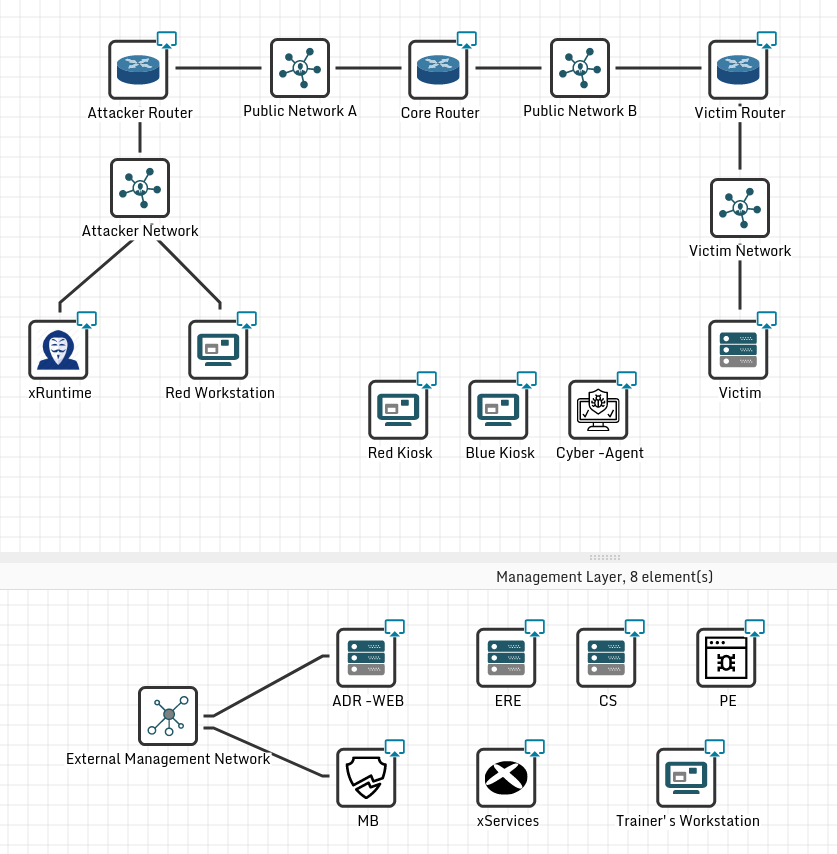 Attacker Router
Public Network A
Core Router
Public Network B
Victim Router
Attacker Network
Victim Network
xRuntime
Red Workstation
Victim
Red Kiosk
Blue Kiosk
Cyber -Agent
Management Layer, 8 element(s)
ADR -WEB
ERE
CS
PE
External Management Network
MB
xServices
Trainer's Workstation